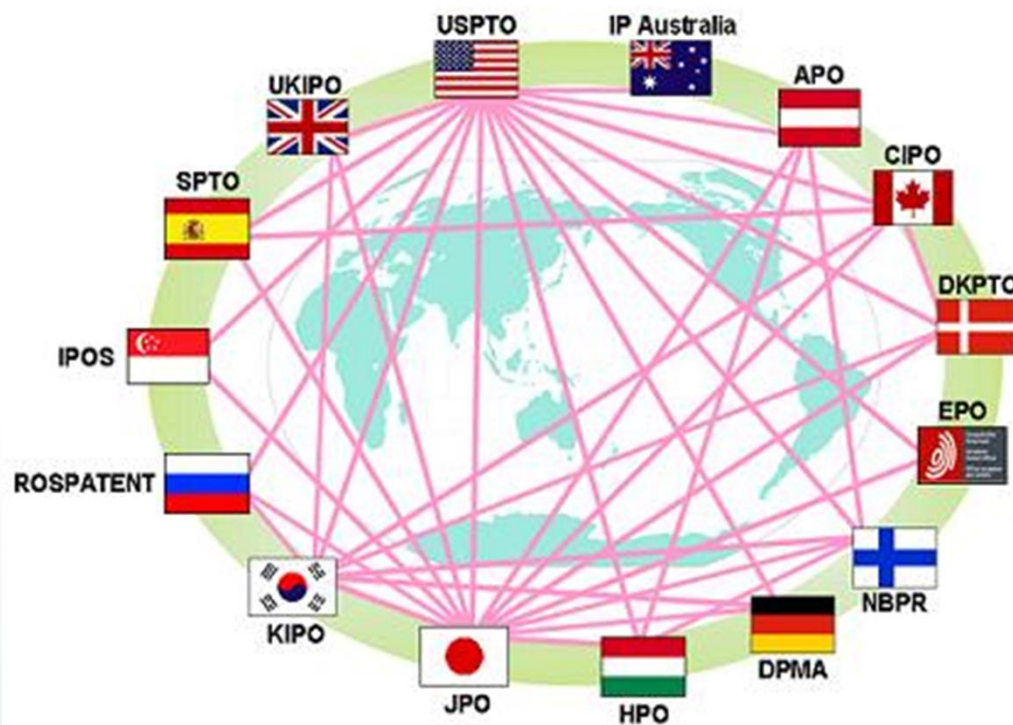 USPTO
IP Australia
UKIPO
APO
CIPO
SPTO
DKPTO
IPOS
EPO
ROSPATENT
NBPR
KIPO
DPMA
JPO
HPO